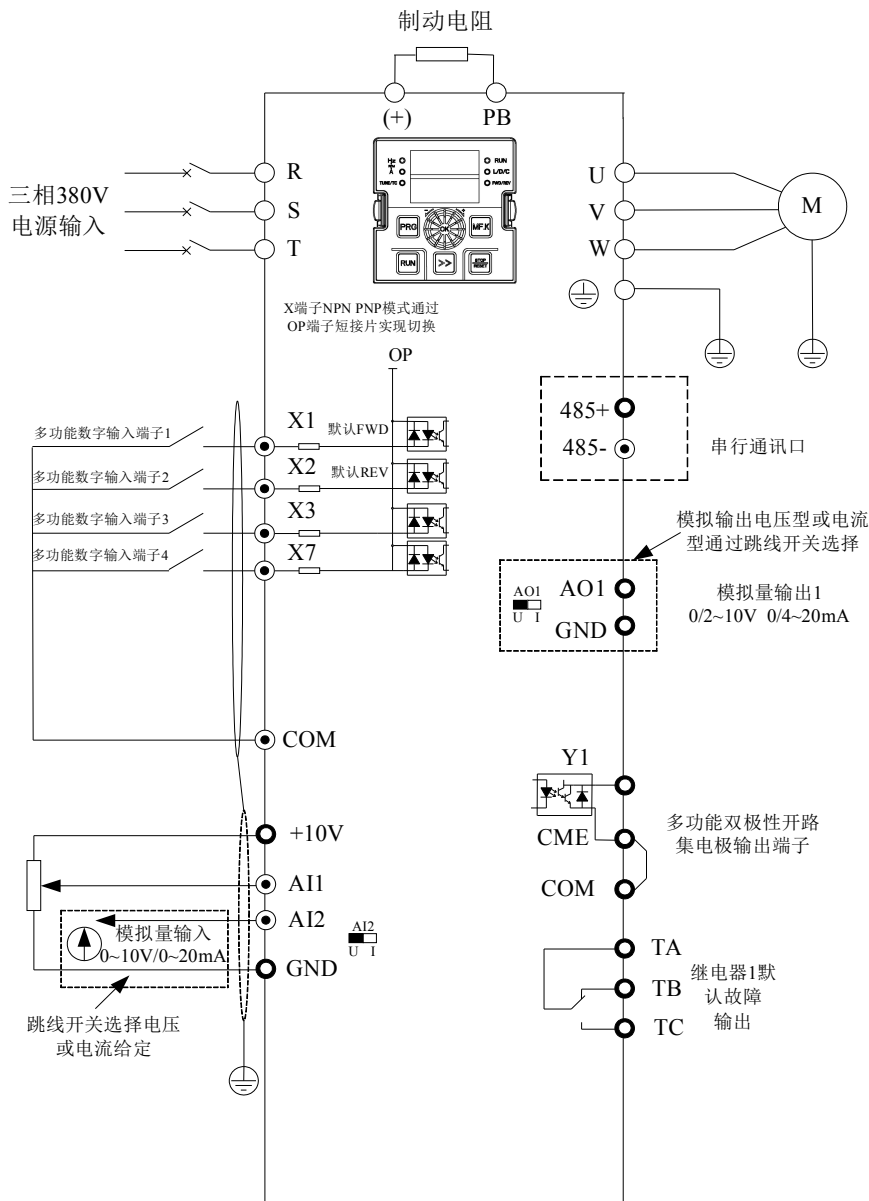 制动电阻
(+)
PB
三相380V
电源输入
R
S
T
Hz
A
TUNE/TC
RUN
L/D/C
FWD/REV
PRG
OK
MF.K
RUN
>>
STOP
RESET
U
V
W
M
X端子NPN PNP模式通过
OP端子短接片实现切换
OP
多功能数字输入端子1
X1
默认FWD
多功能数字输入端子2
X2
默认REV
多功能数字输入端子3
X3
多功能数字输入端子4
X7
COM
485+
485-
串行通讯口
模拟输出电压型或电流
型通过跳线开关选择
AO1
U I
AO1
GND
模拟量输出1
0/2~10V 0/4~20mA
Y1
CME
COM
多功能双极性开路
集电极输出端子
+10V
AI1
AI2
GND
模拟量输入
0~10V/0~20mA
AI2
U I
跳线开关选择电压
或电流给定
TA
TB
TC
继电器1默
认故障
输出